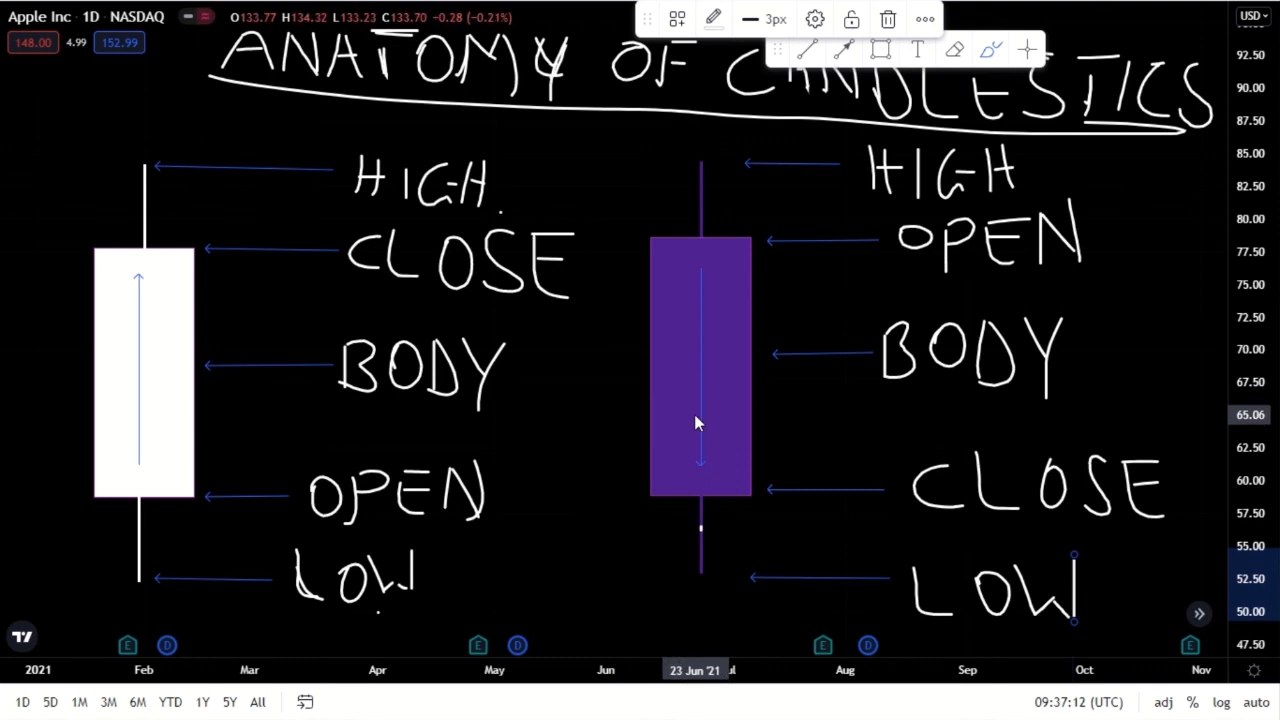 Apple Inc · 1D · NASDAQ O133.77 H134.32 L133.23 C133.70 -0.28 (-0.21%)
148.00 4.99 152.99
3px
T
USD
ANATOMY OF CANDLESTICS
HIGH
CLOSE
BODY
OPEN
LOW
HIGH
OPEN
BODY
CLOSE
LOW
92.50
90.00
87.50
85.00
82.50
80.00
77.50
75.00
72.50
70.00
67.50
65.06
62.50
60.00
57.50
55.00
52.50
50.00
47.50
E D E D E D E
2021 Feb Mar Apr May Jun 23 Jun '21 ul Aug Sep Oct Nov
1D 5D 1M 3M 6M YTD 1Y 5Y All 09:37:12 (UTC) adj % log auto